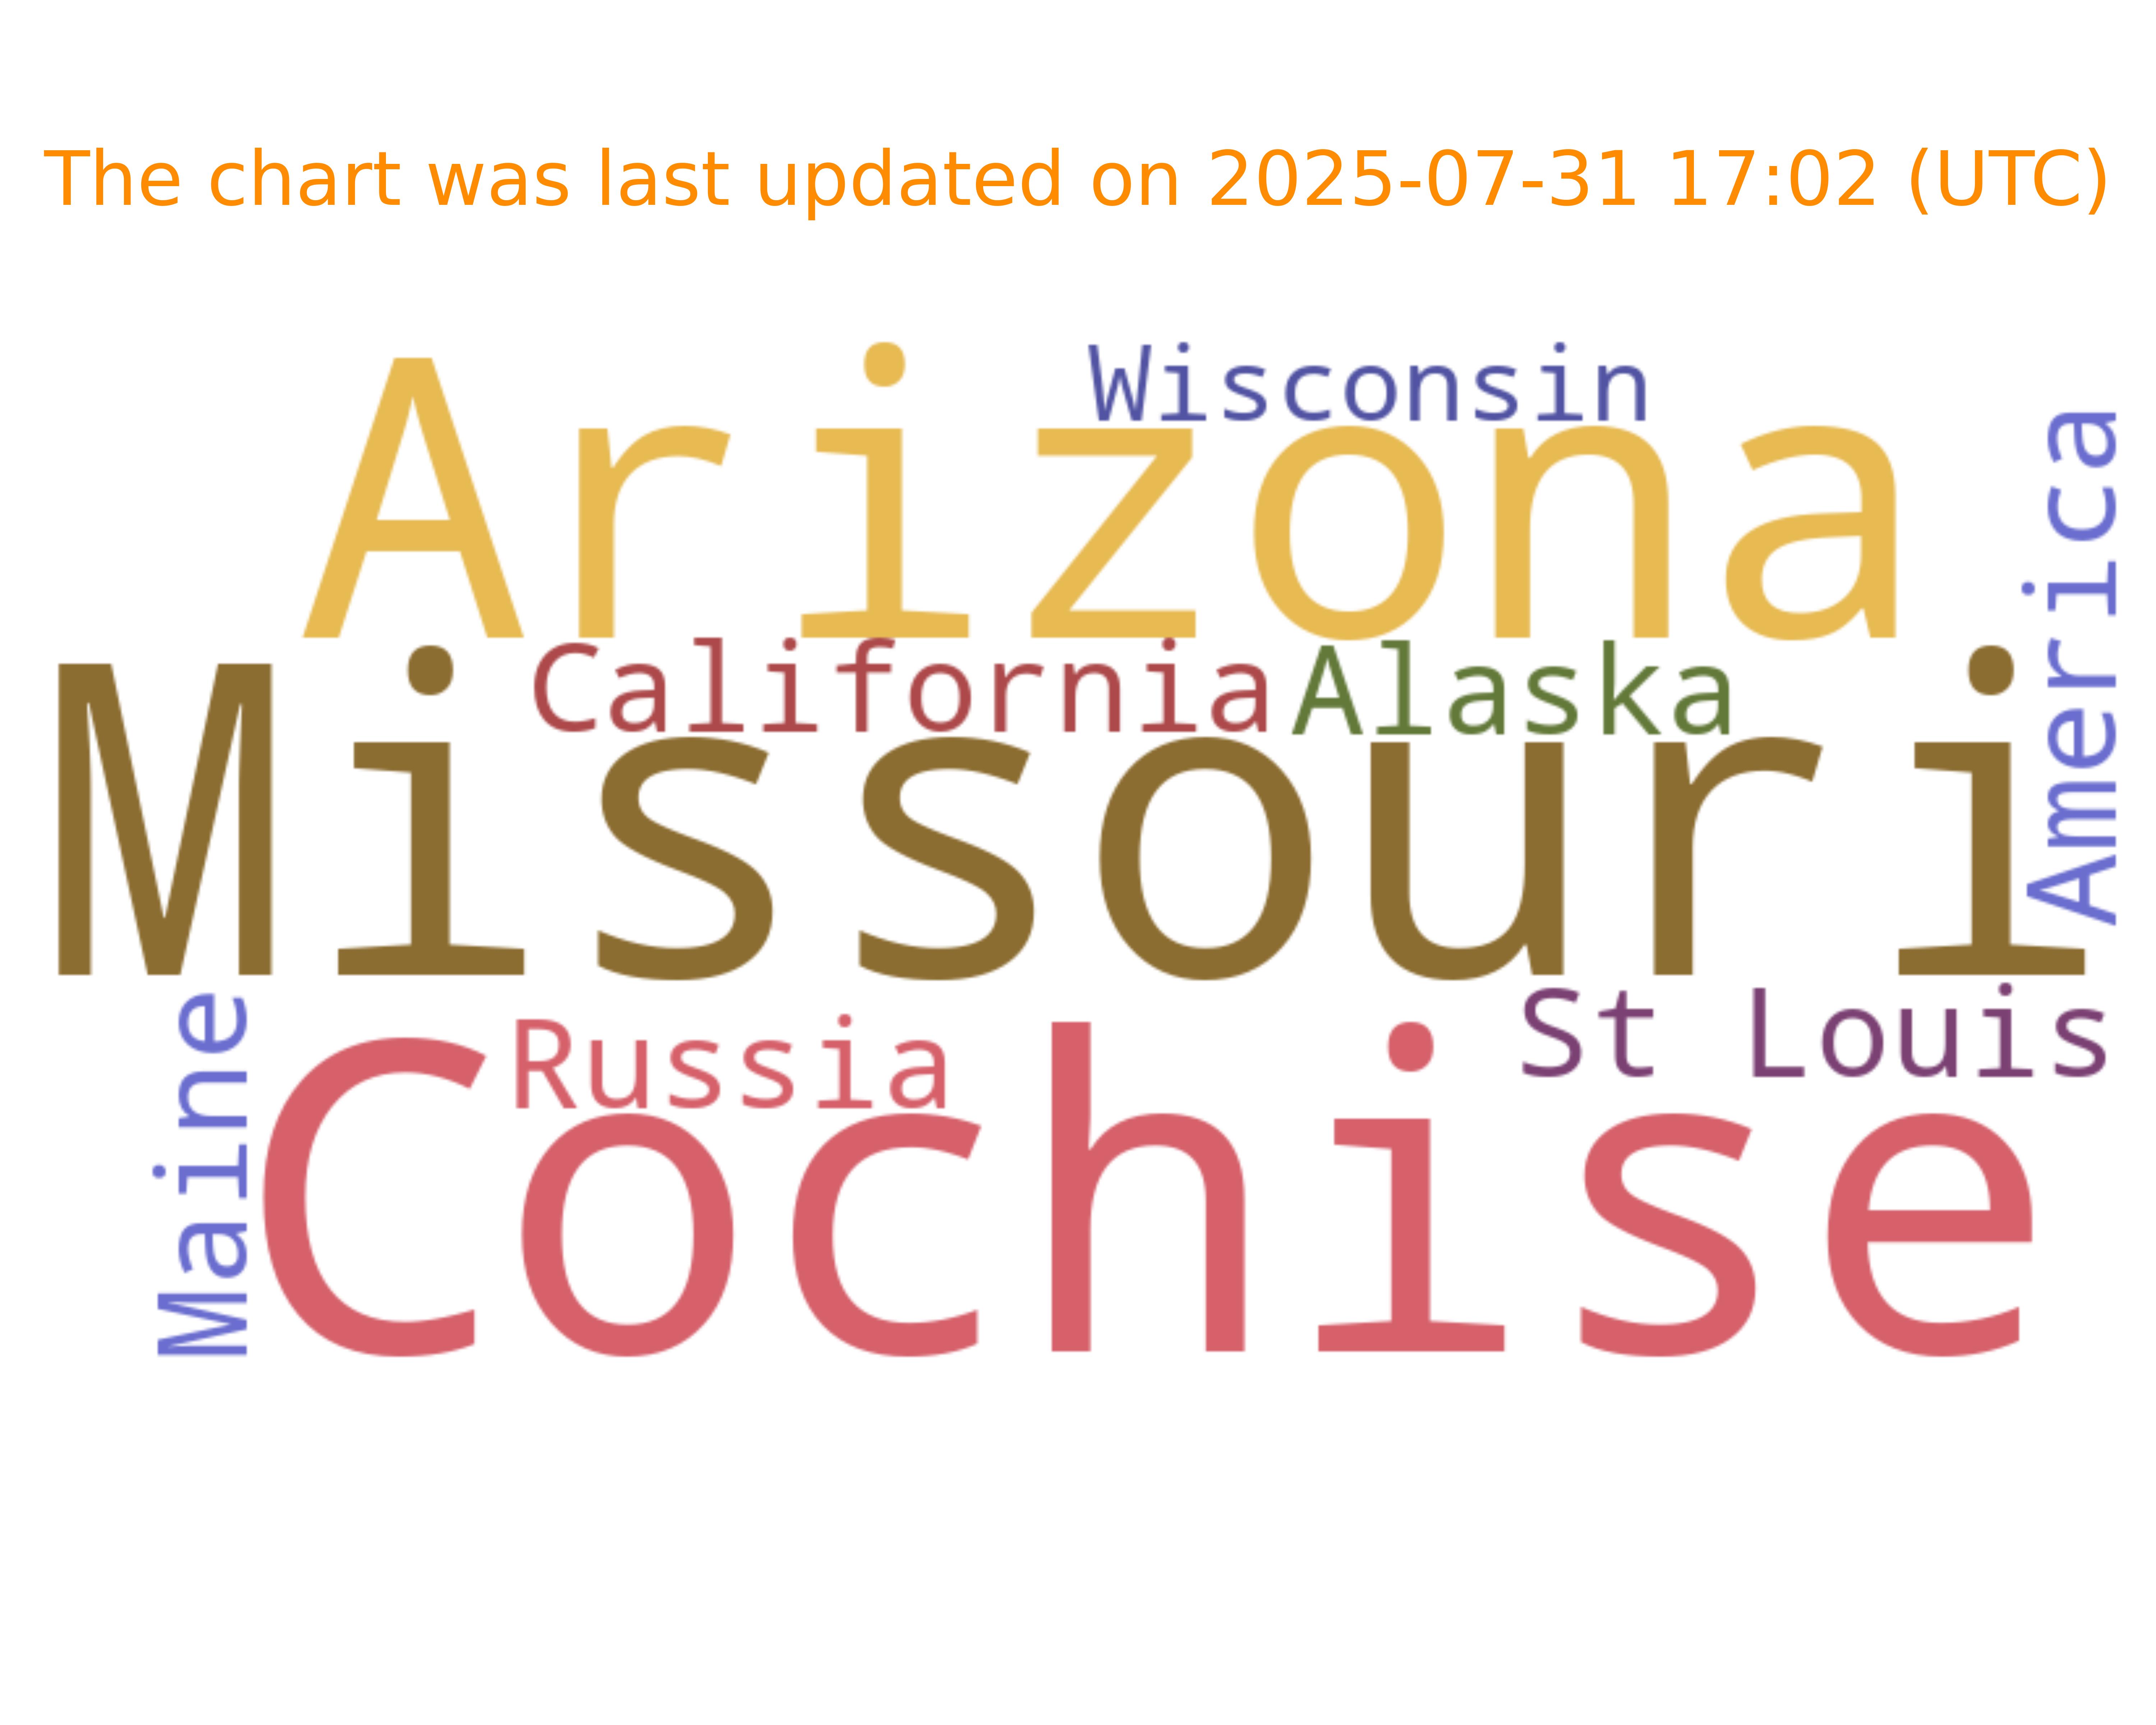 The chart was last updated on 2025-07-31 17:02 (UTC)
Wisconsin
Arizona
America
California
Alaska
Missouri
St Louis
Russia
Maine
Cochise